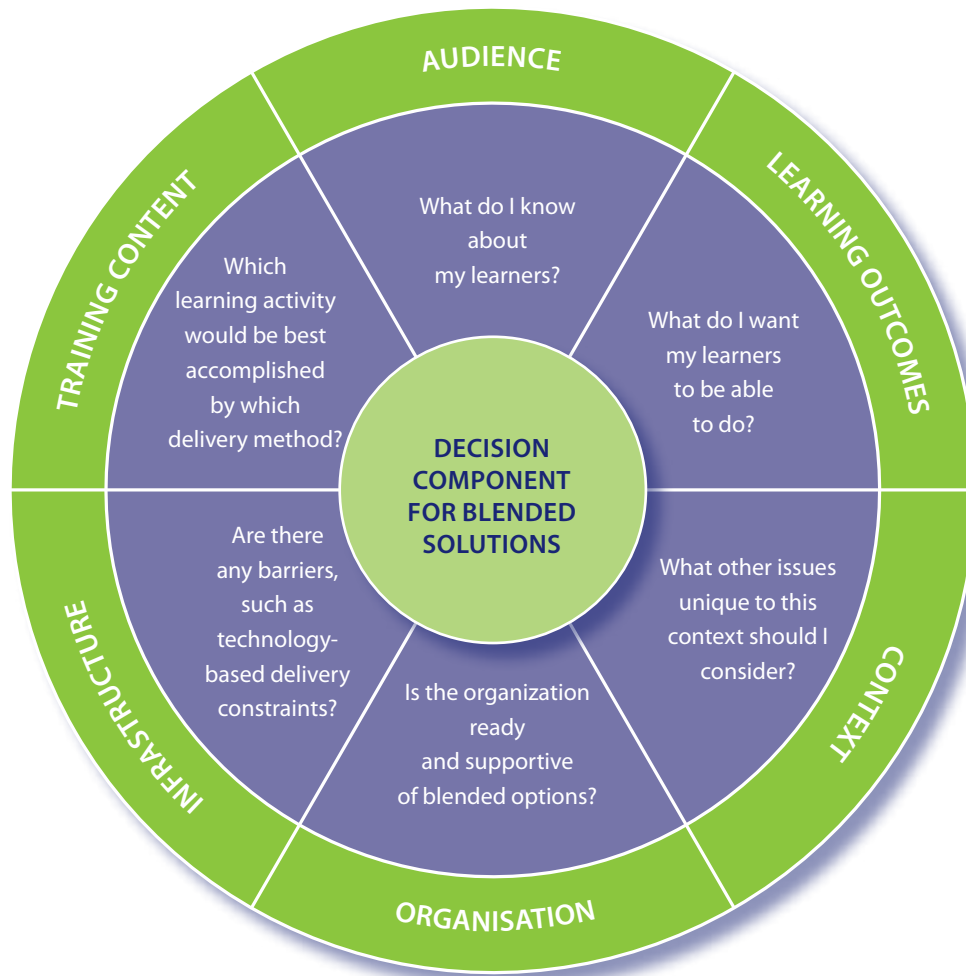 AUDIENCE
What do I know
about
my learners?
LEARNING OUTCOMES
What do I want
my learners
to be able
to do?
CONTEXT
What other issues
unique to this
context should I
consider?
ORGANISATION
Is the organization
ready
and supportive
of blended options?
INFRASTRUCTURE
Are there
any barriers,
such as
technology-
based delivery
constraints?
TRAINING CONTENT
Which
learning activity
would be best
accomplished
by which
delivery method?
DECISION
COMPONENT
FOR BLENDED
SOLUTIONS